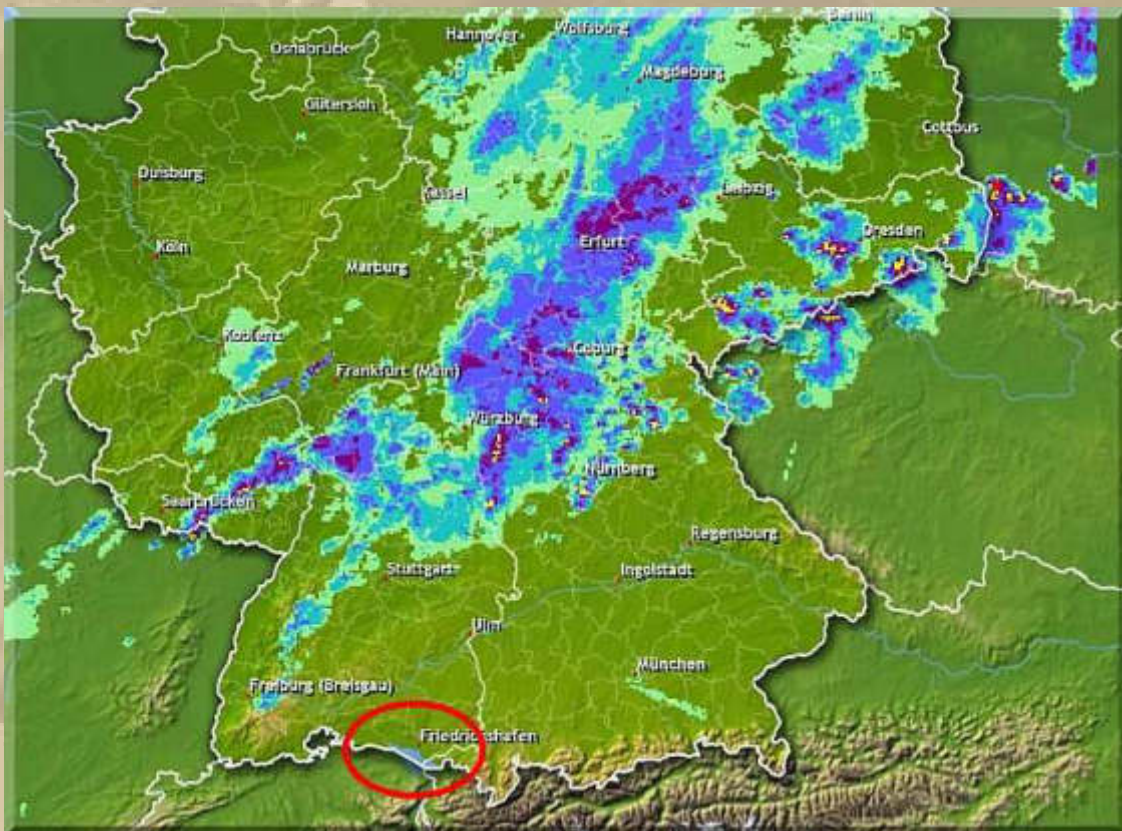 Berlin
Wolfsburg
Hannover
Osnabrück
Magdeburg
Gütersloh
Cottbus
Duisburg
Leipzig
Kassel
Dresden
Erfurt
Köln
Marburg
Koblenz
Coburg
Frankfurt (Main)
Würzburg
Nürnberg
Saarbrücken
Regensburg
Stuttgart
Ingolstadt
Ulm
München
Freiburg (Breisgau)
Friedrichshafen